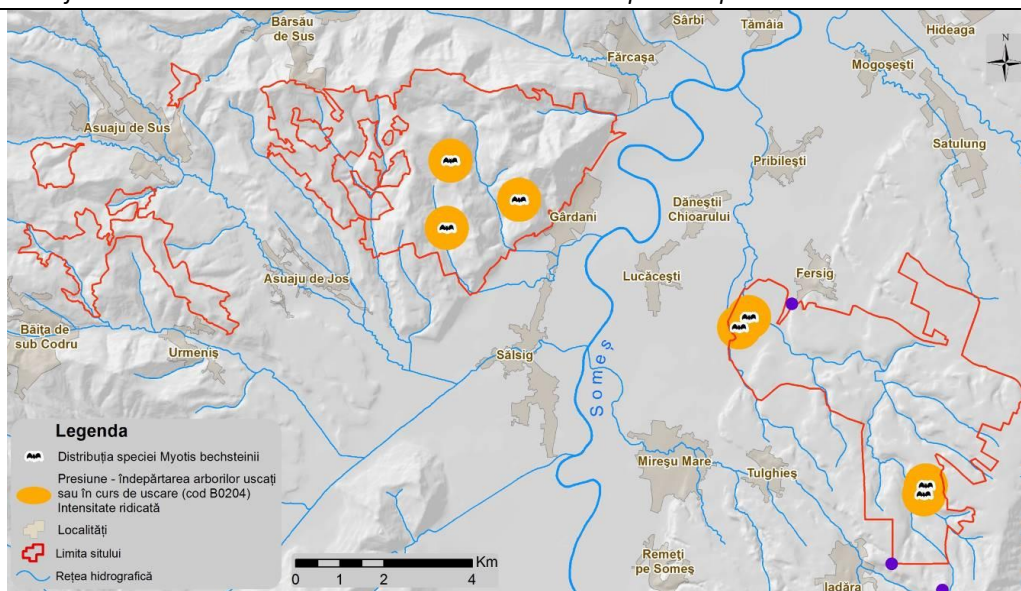 Bârsău
de Sus
Sârbi
Tămâia
Hideaga
Fărcașa
Mogoșești
N
Asuaju de Sus
Satulung
Pribilești
Dăneștii
Chioarului
Gârdani
Lucăcești
Fersig
Asuaju de Jos
Băița de
sub Codru
Urmeniș
Sălsig
Someș
Mireșu Mare
Tulghieș
Remeți
pe Someș
Iadăra
Legenda
Distribuția speciei Myotis bechsteinii
Presiune - îndepărtarea arborilor uscați
sau în curs de uscare (cod B0204)
Intensitate ridicată
Localități
Limita sitului
Rețea hidrografică
Km
0 1 2 4